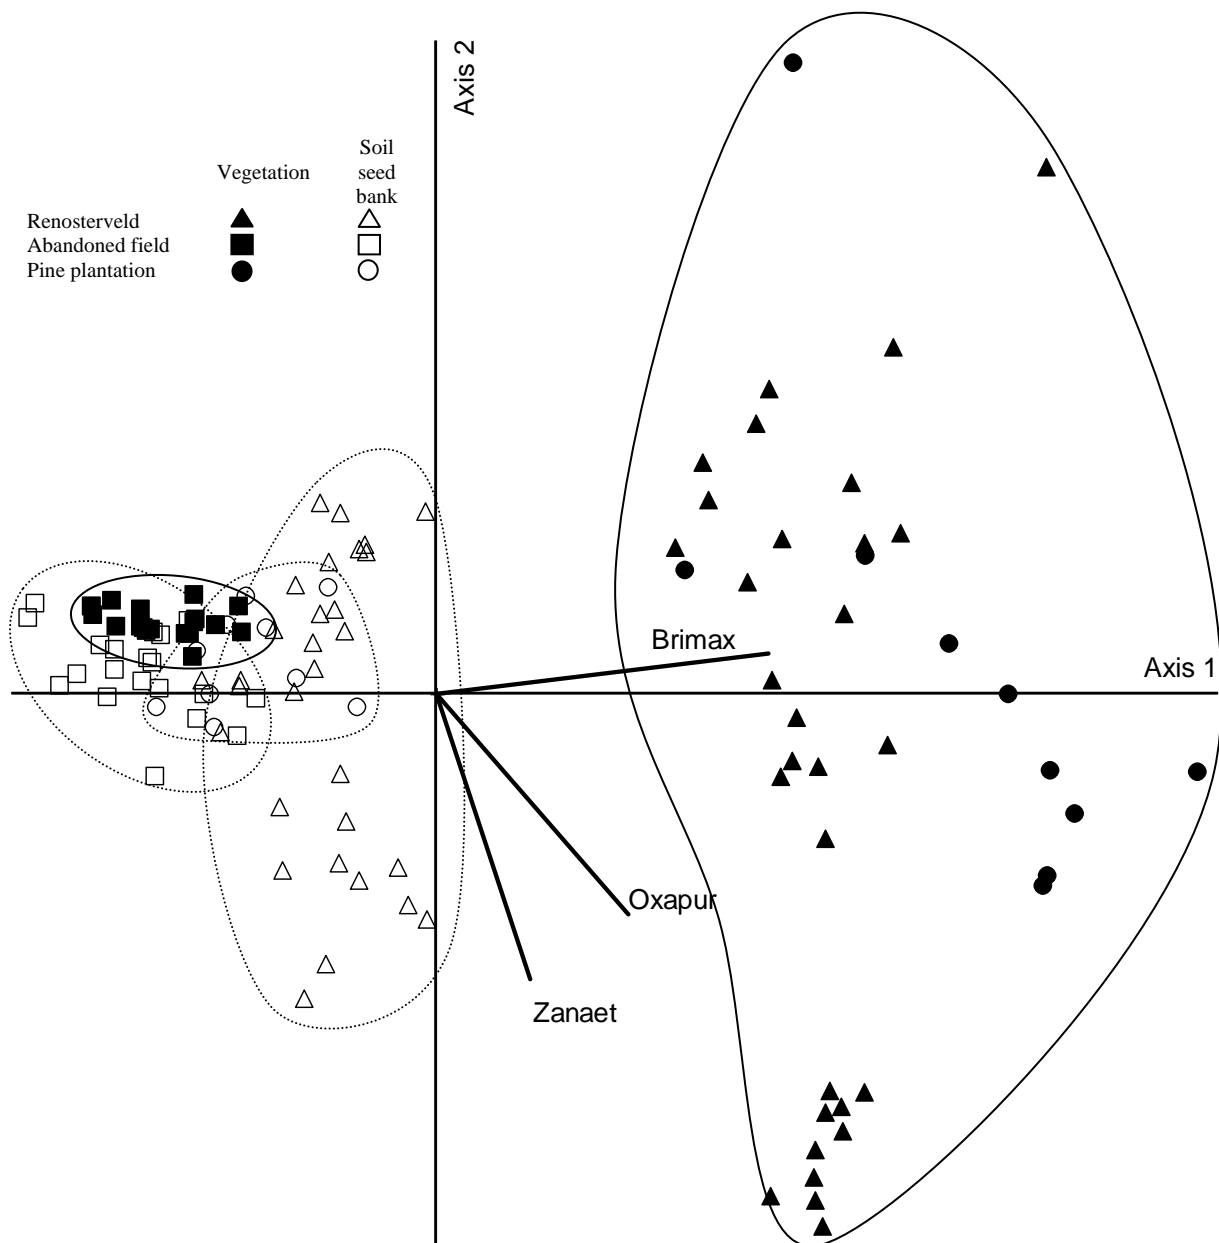 Axis 2
Soil
Vegetation seed
bank
Renosterveld
Abandoned field
Pine plantation
Brimax
Axis 1
Oxapur
Zanaet